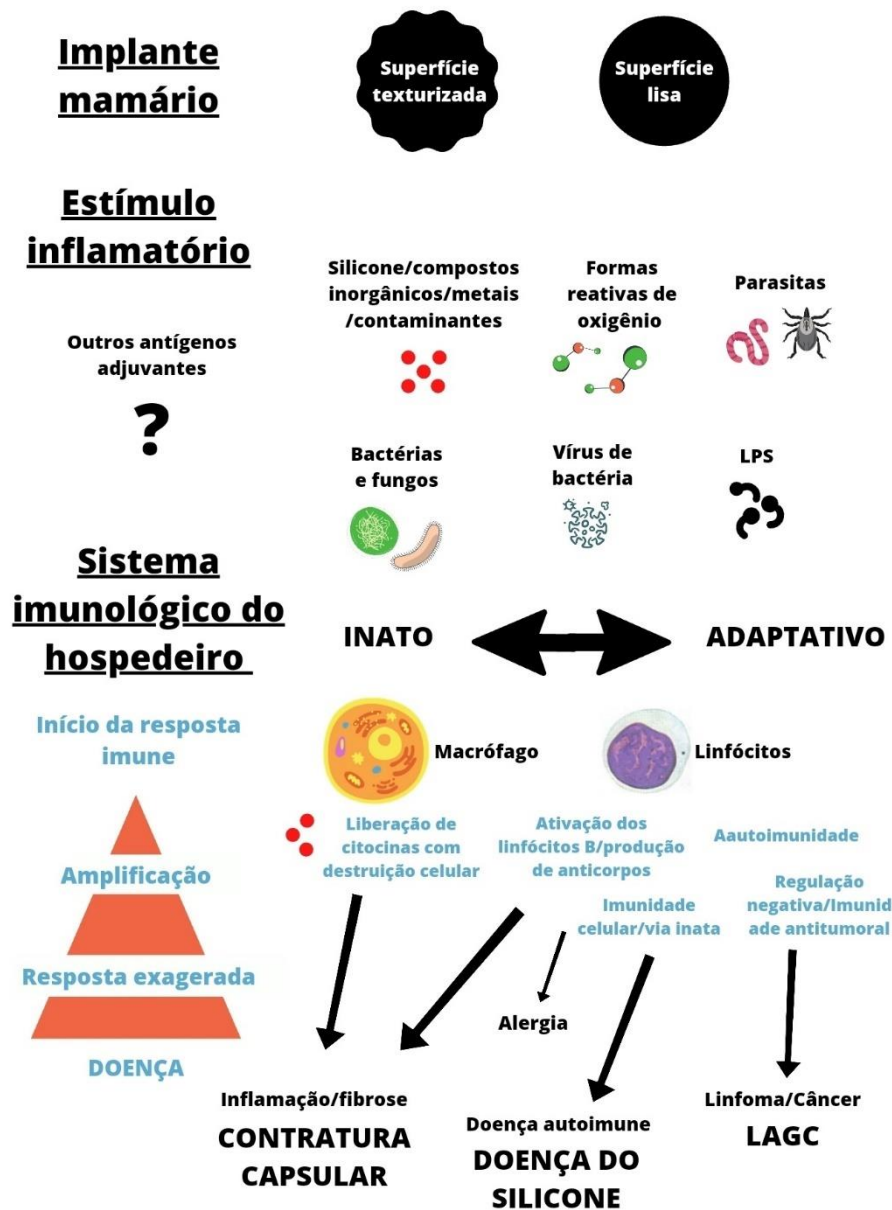 Implante
mamário
Superfície
texturizada
Superfície
lisa
Estímulo
inflamatório
Outros antígenos
adjuvantes
?
Silicone/compostos
inorgânicos/metais
/contaminantes
Formas
reativas de
oxigênio
Parasitas
Bactérias
e fungos
Vírus de
bactéria
LPS
Sistema
imunológico do
hospedeiro
INATO
ADAPTATIVO
Início da resposta
imune
Macrófago
Linfócitos
Amplificação
Resposta exagerada
DOENÇA
Liberação de
citocinas com
destruição celular
Ativação dos
linfócitos B/produção
de anticorpos
Aautoimunidade
Imunidade
celular/via inata
Regulação
negativa/Imunid
ade antitumoral
Alergia
Inflamação/fibrose
CONTRATURA
CAPSULAR
Doença autoimune
DOENÇA DO
SILICONE
Linfoma/Câncer
LAGC